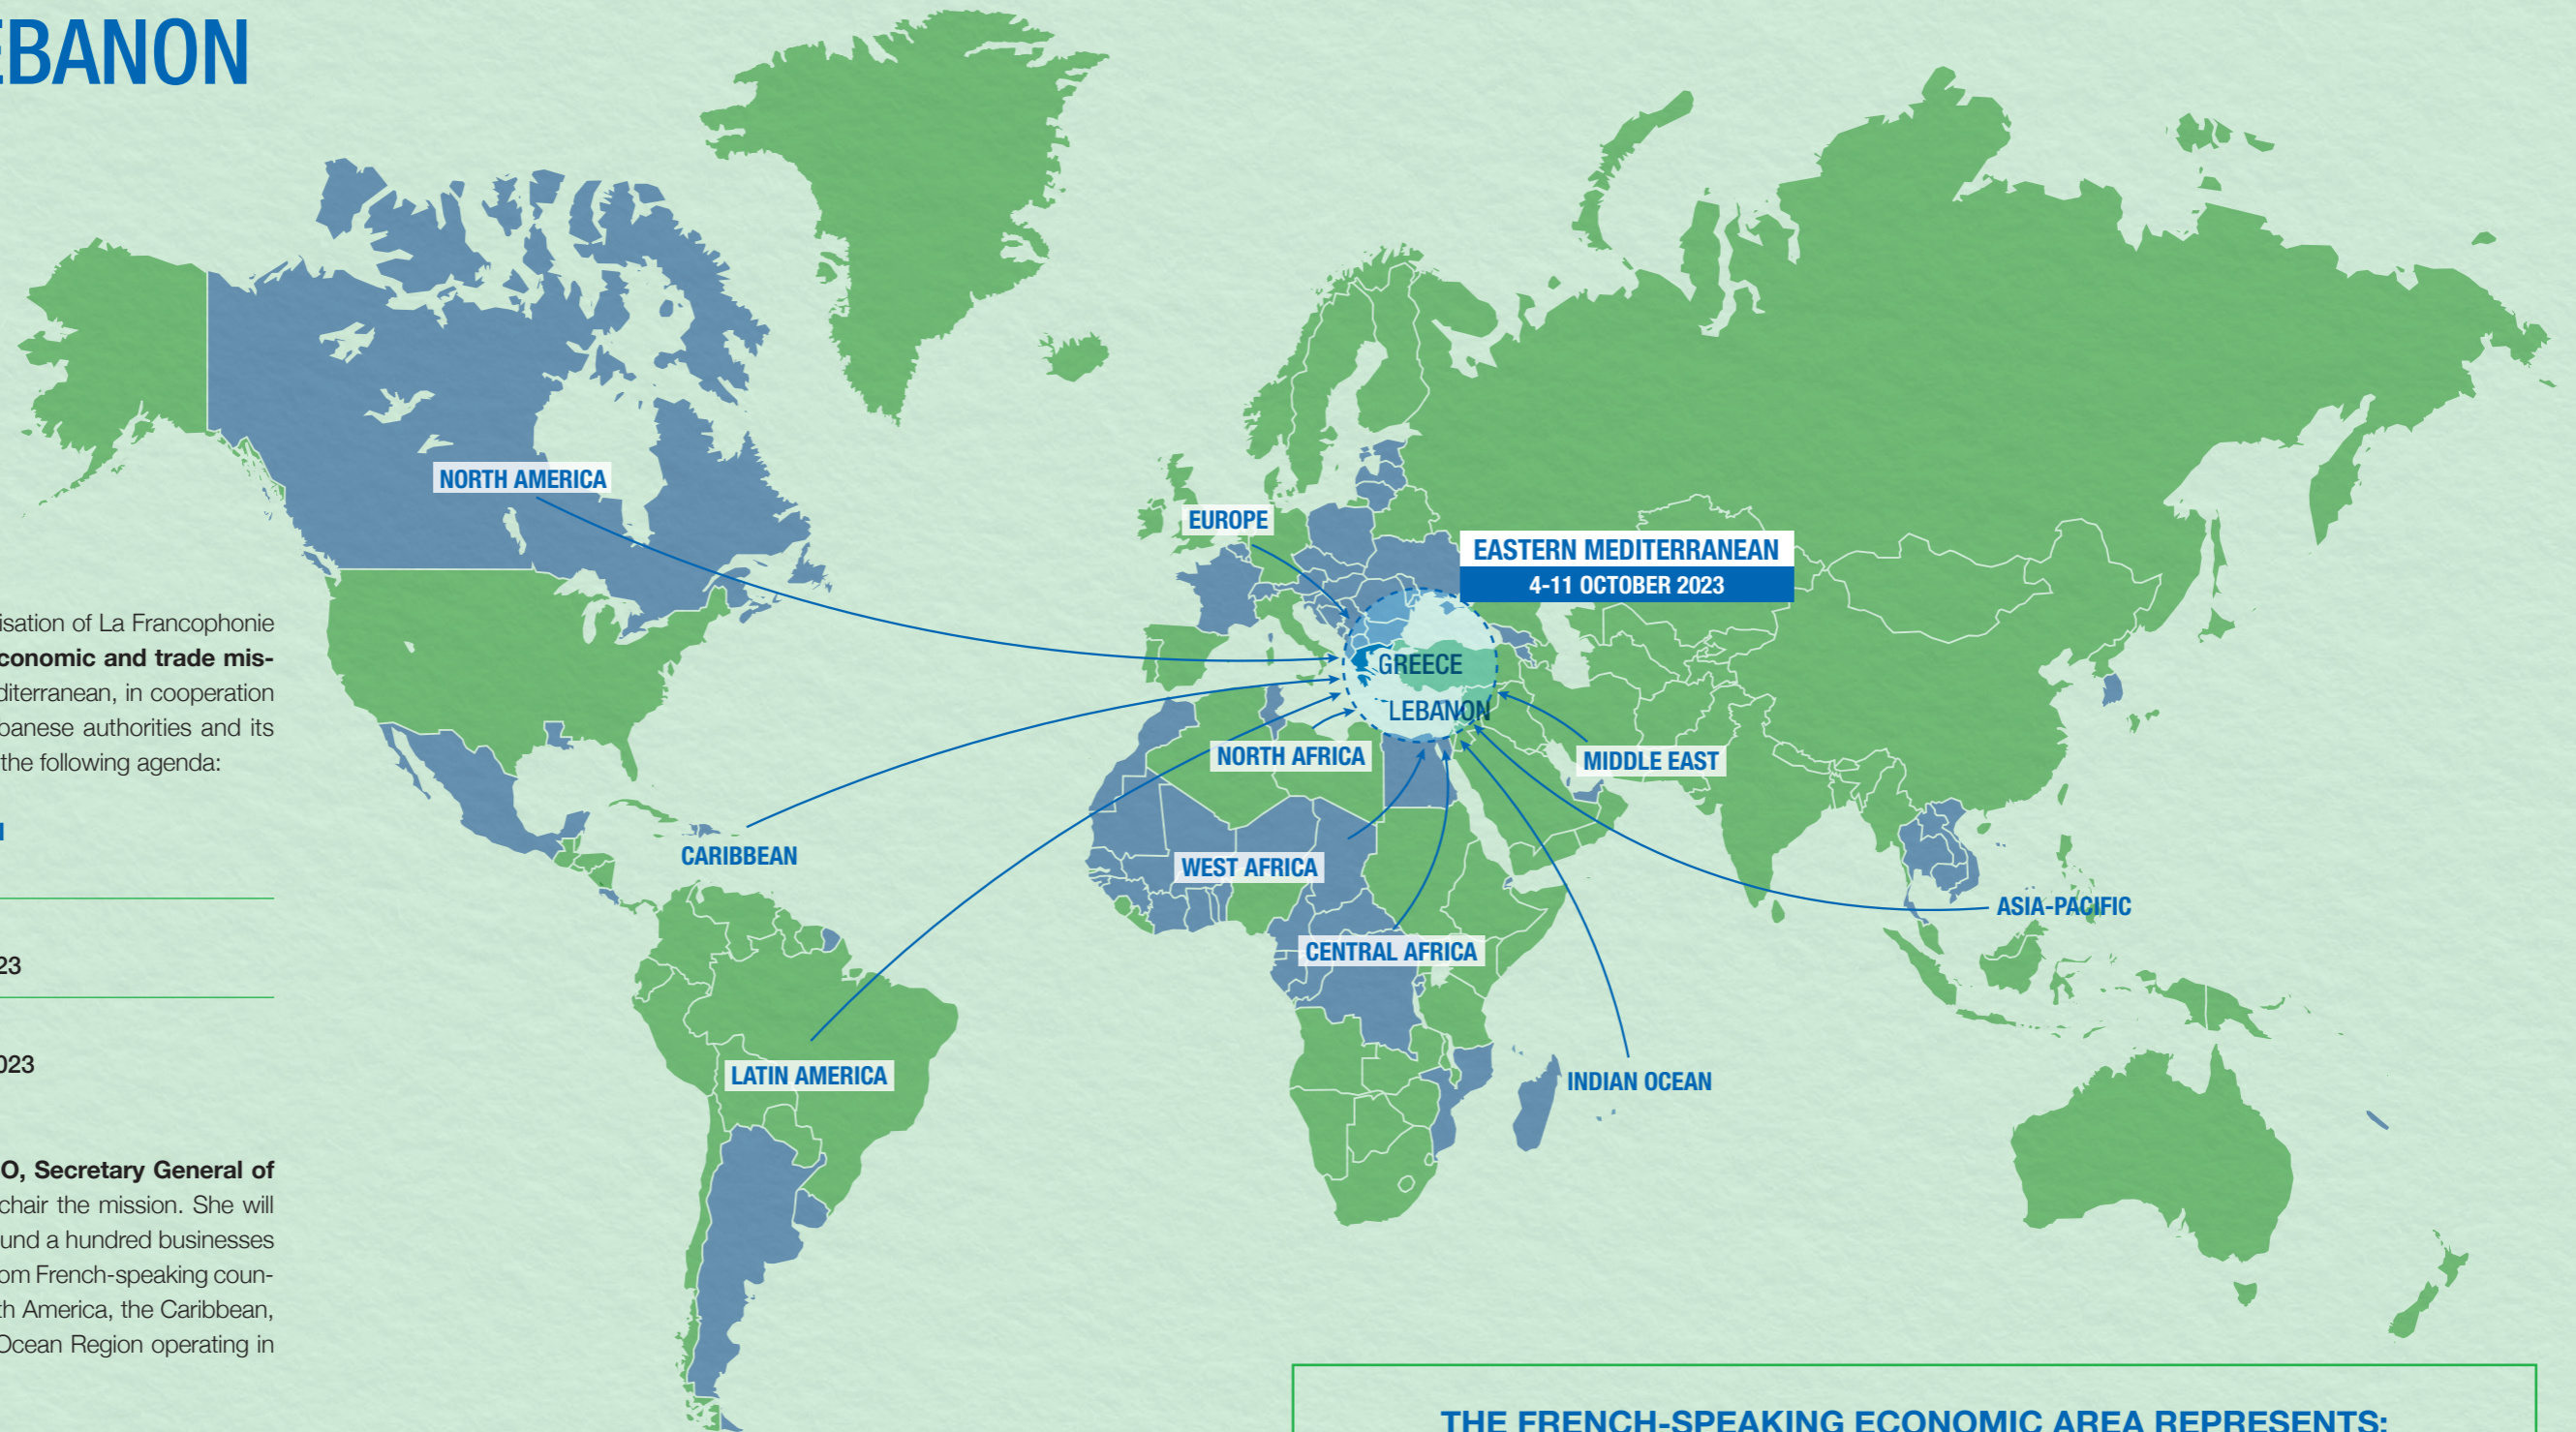 EBANON
isation of La Francophonie
conomic and trade mis-
diterranean, in cooperation
banese authorities and its
the following agenda:
23
023
O, Secretary General of
chair the mission. She will
und a hundred businesses
om French-speaking coun-
th America, the Caribbean,
Ocean Region operating in
NORTH AMERICA
EUROPE
EASTERN MEDITERRANEAN
4-11 OCTOBER 2023
GREECE
LEBANON
NORTH AFRICA
MIDDLE EAST
CARIBBEAN
WEST AFRICA
ASIA-PACIFIC
CENTRAL AFRICA
LATIN AMERICA
INDIAN OCEAN
THE FRENCH-SPEAKING ECONOMIC AREA REPRESENTS: